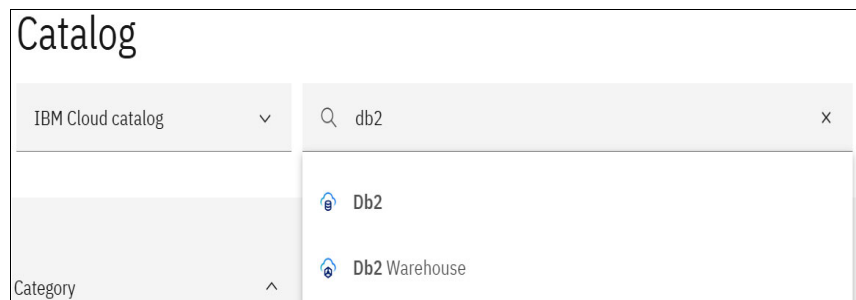 Catalog
IBM Cloud catalog
db2
Db2
Db2 Warehouse
Category